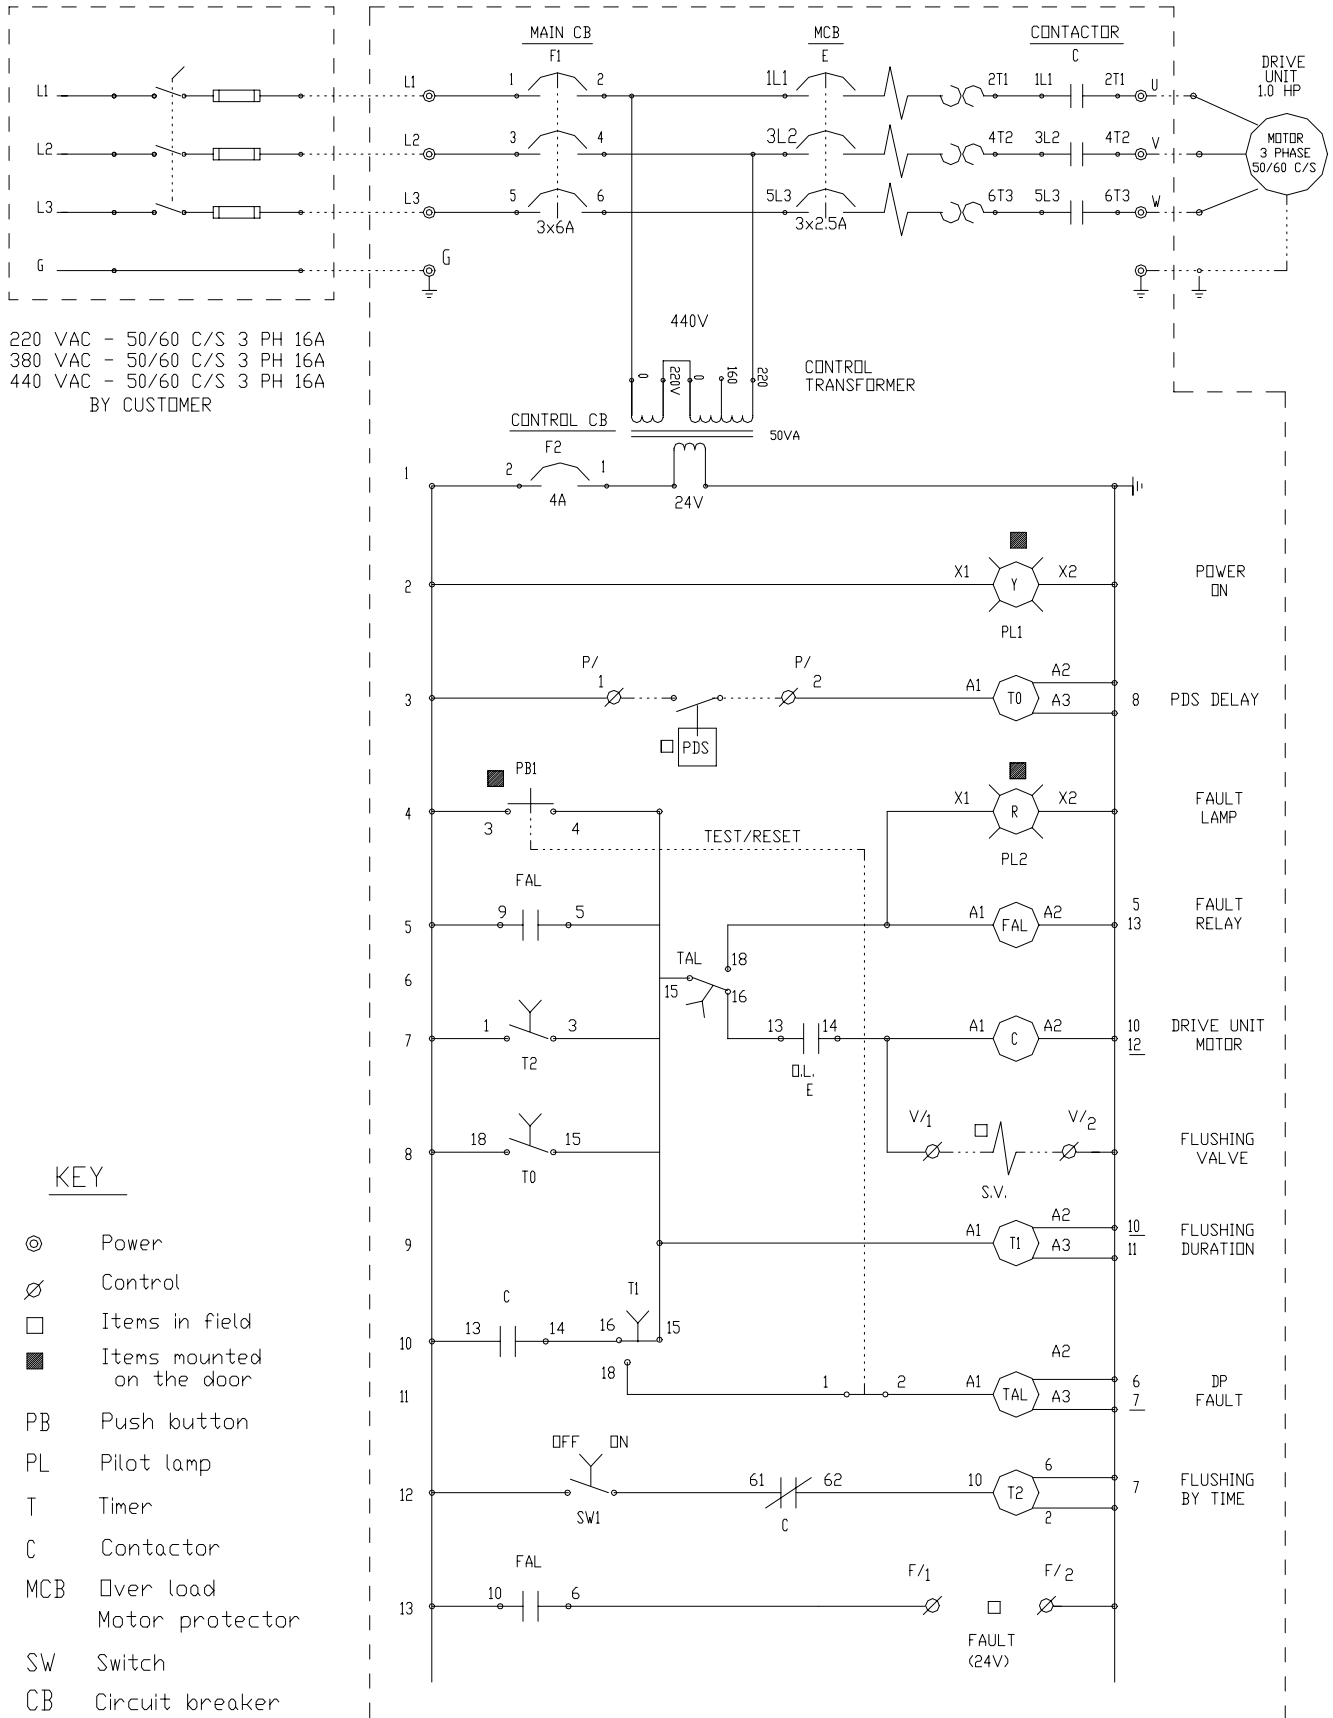 MAIN CB
F1
MCB
E
CONTACTOR
C
DRIVE
UNIT
1.0 HP
L1
L1
1
2
1L1
2T1
1L1
2T1
U
L2
L2
3
4
3L2
4T2
3L2
4T2
V
MOTOR
3 PHASE
50/60 C/S
L3
L3
5
6
5L3
6T3
5L3
6T3
W
3x6A
3x2.5A
G
G
220 VAC - 50/60 C/S 3 PH 16A
380 VAC - 50/60 C/S 3 PH 16A
440 VAC - 50/60 C/S 3 PH 16A
BY CUSTOMER
440V
0
220V
0
160
220
CONTROL
TRANSFORMER
50VA
CONTROL CB
F2
1
2
1
4A
24V
2
X1
Y
X2
PL1
POWER
ON
3
P/
1
P/
2
PDS
A1
T0
A2
A3
8
PDS DELAY
4
PB1
3
4
TEST/RESET
X1
R
X2
PL2
FAULT
LAMP
5
FAL
9
5
A1
FAL
A2
5
13
FAULT
RELAY
6
TAL
15
18
16
7
1
3
T2
13
14
O.L.
E
A1
C
A2
10
12
DRIVE UNIT
MOTOR
8
18
15
T0
V/1
V/2
S.V.
FLUSHING
VALVE
9
A1
T1
A2
A3
10
11
FLUSHING
DURATION
10
C
13
14
T1
16
15
18
11
1
2
A1
TAL
A2
A3
6
7
DP
FAULT
12
OFF
ON
SW1
61
62
C
10
T2
6
2
7
FLUSHING
BY TIME
13
FAL
10
6
F/1
F/2
FAULT
(24V)
KEY
Power
Control
Items in field
Items mounted
on the door
PB Push button
PL Pilot lamp
T Timer
C Contactor
MCB Over load
Motor protector
SW Switch
CB Circuit breaker